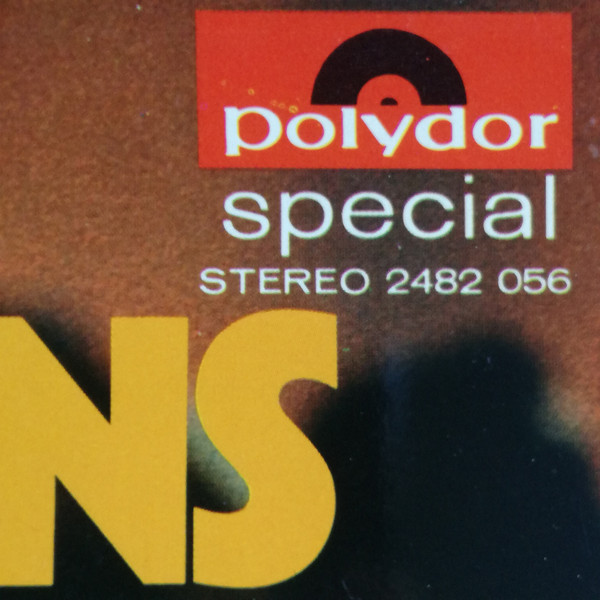 polydor
special
STEREO 2482 056
NS